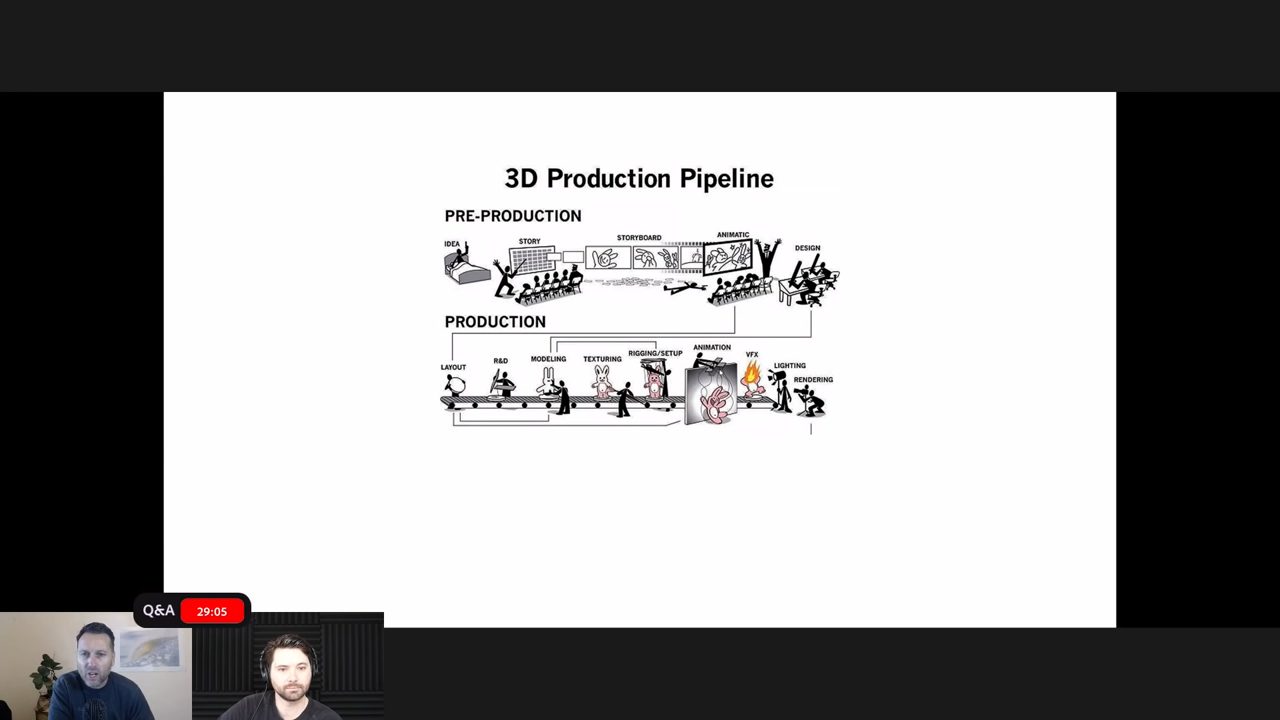 3D Production Pipeline
PRE-PRODUCTION
IDEA
STORY
STORYBOARD
ANIMATIC
DESIGN
PRODUCTION
LAYOUT
R&D
MODELING
TEXTURING
RIGGING/SETUP
ANIMATION
VFX
LIGHTING
RENDERING
Q&A 29:05